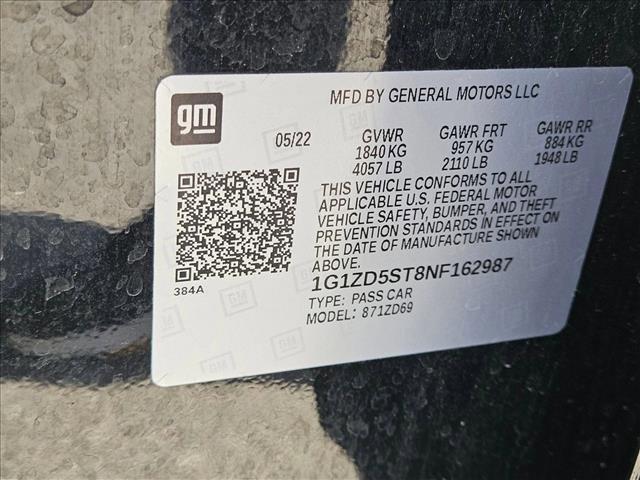 gm
MFD BY GENERAL MOTORS LLC
05/22 GVWR GAWR FRT GAWR RR
1840 KG 957 KG 884 KG
4057 LB 2110 LB 1948 LB
THIS VEHICLE CONFORMS TO ALL
APPLICABLE U.S. FEDERAL MOTOR
VEHICLE SAFETY, BUMPER, AND THEFT
PREVENTION STANDARDS IN EFFECT ON
THE DATE OF MANUFACTURE SHOWN
ABOVE.
384A
1G1ZD5ST8NF162987
TYPE: PASS CAR
MODEL: 871ZD69